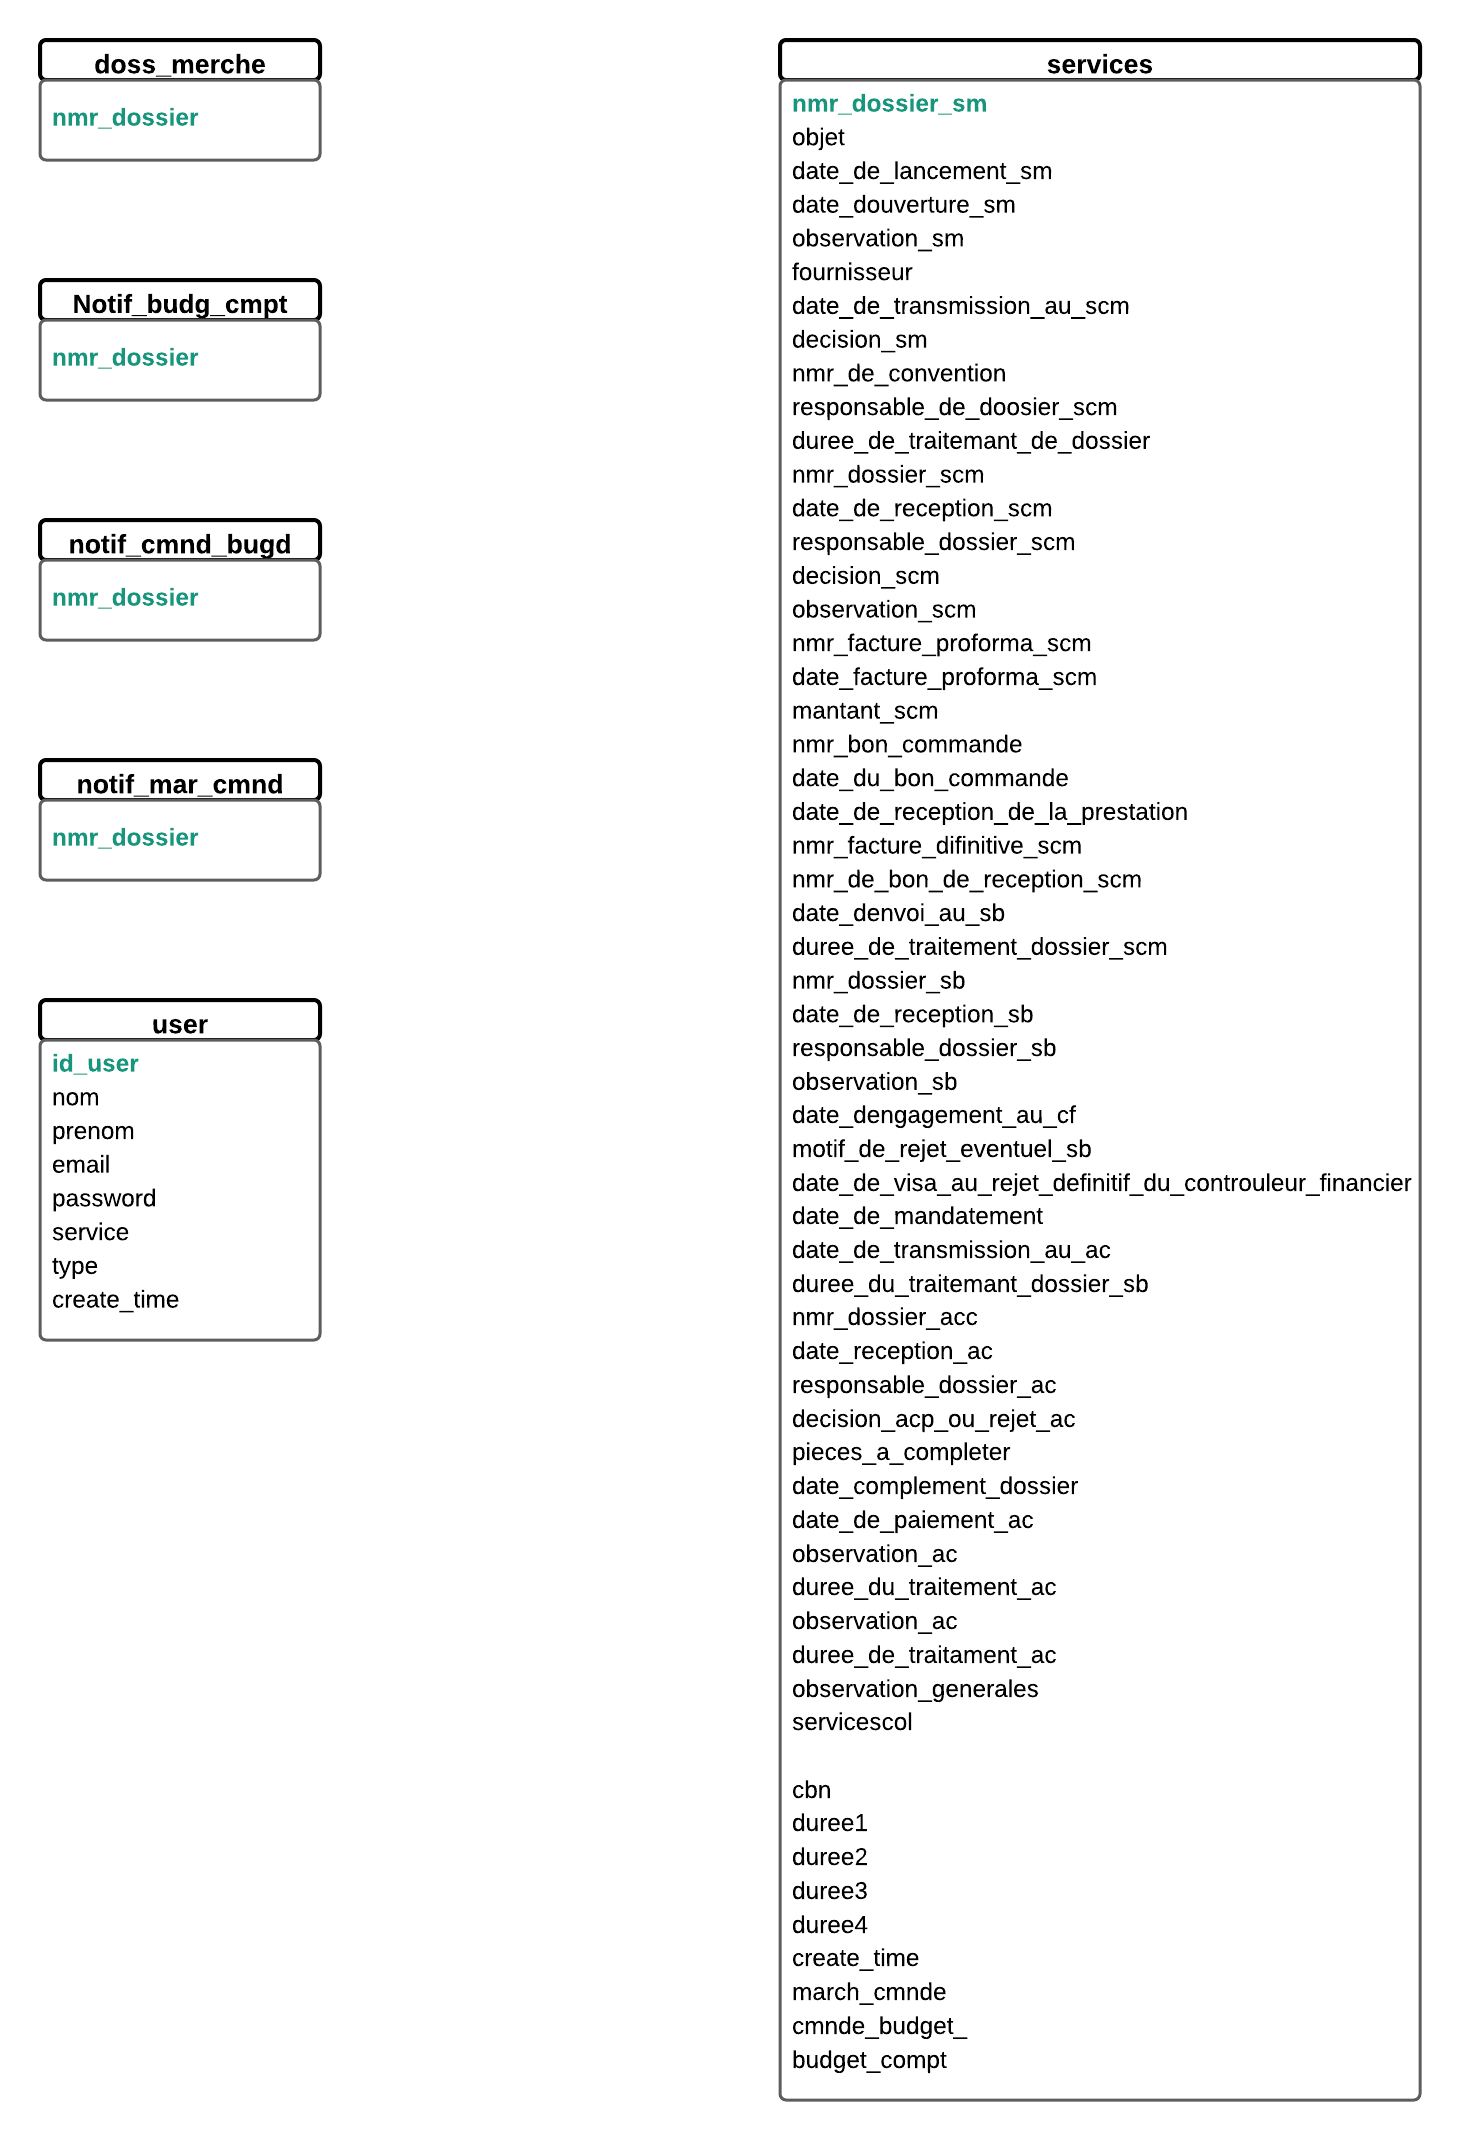 doss_merche
nmr_dossier
Notif_budg_cmpt
nmr_dossier
notif_cmnd_bugd
nmr_dossier
notif_mar_cmnd
nmr_dossier
user
id_user
nom
prenom
email
password
service
type
create_time
services
nmr_dossier_sm
objet
date_de_lancement_sm
date_douverture_sm
observation_sm
fournisseur
date_de_transmission_au_scm
decision_sm
nmr_de_convention
responsable_de_doosier_scm
duree_de_traitemant_de_dossier
nmr_dossier_scm
date_de_reception_scm
responsable_dossier_scm
decision_scm
observation_scm
nmr_facture_proforma_scm
date_facture_proforma_scm
mantant_scm
nmr_bon_commande
date_du_bon_commande
date_de_reception_de_la_prestation
nmr_facture_difinitive_scm
nmr_de_bon_de_reception_scm
date_denvoi_au_sb
duree_de_traitement_dossier_scm
nmr_dossier_sb
date_de_reception_sb
responsable_dossier_sb
observation_sb
date_dengagement_au_cf
motif_de_rejet_eventuel_sb
date_de_visa_au_rejet_definitif_du_controuleur_financier
date_de_mandatement
date_de_transmission_au_ac
duree_du_traitemant_dossier_sb
nmr_dossier_acc
date_reception_ac
responsable_dossier_ac
decision_acp_ou_rejet_ac
pieces_a_completer
date_complement_dossier
date_de_paiement_ac
observation_ac
duree_du_traitement_ac
observation_ac
duree_de_traitament_ac
observation_generales
servicescol
cbn
duree1
duree2
duree3
duree4
create_time
march_cmnde
cmnde_budget_
budget_compt